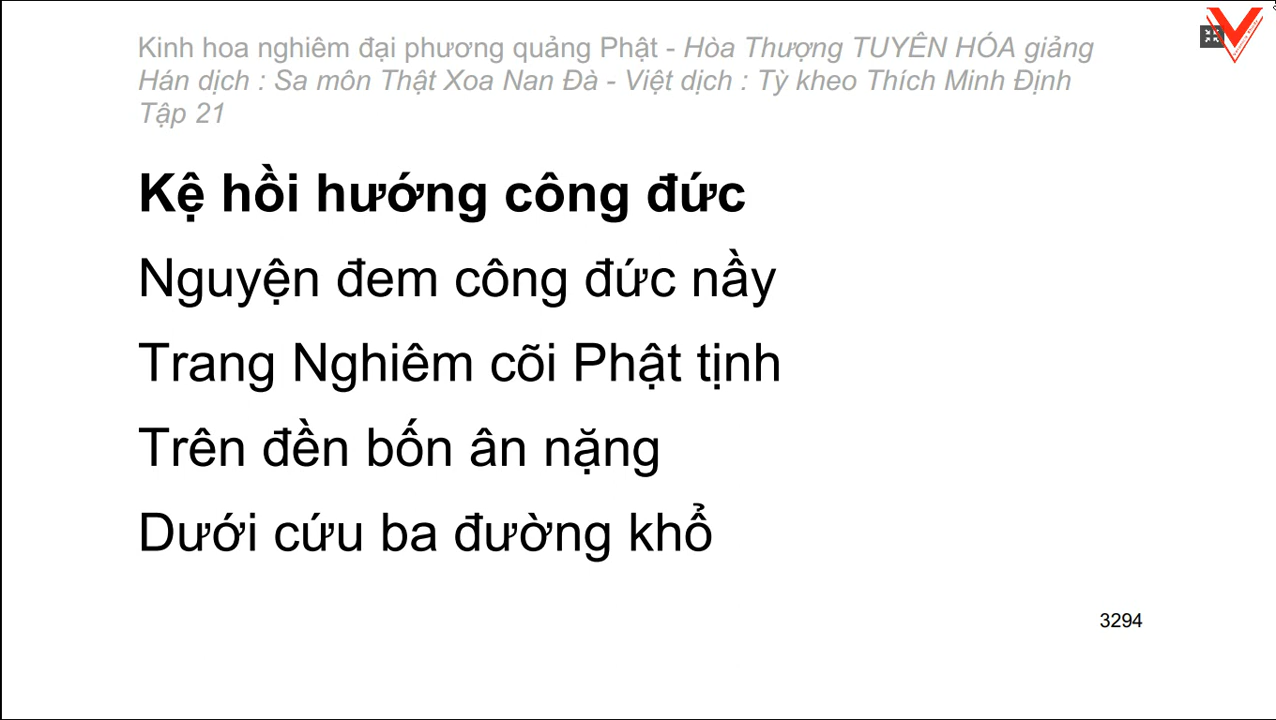 Kinh hoa nghiêm đại phương quảng Phật - Hòa Thượng TUYÊN HÓA giảng
Hán dịch : Sa môn Thật Xoa Nan Đà - Việt dịch : Tỳ kheo Thích Minh Định
Tập 21
Kệ hồi hướng công đức
Nguyện đem công đức nầy
Trang Nghiêm cõi Phật tịnh
Trên đền bốn ân nặng
Dưới cứu ba đường khổ
3294